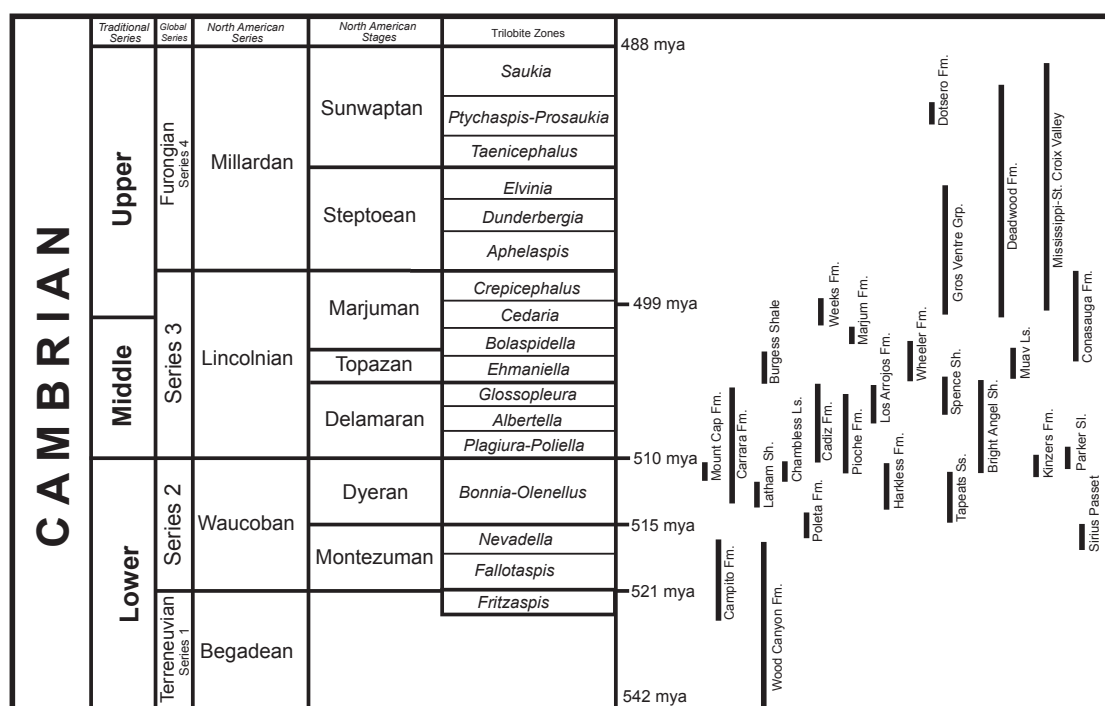 Traditional
Series
Global
Series
North American
Series
North American
Stages
Trilobite Zones
CAMBRIAN
Upper
Middle
Lower
Furongian
Series 4
Series 3
Series 2
Terreneuvian
Series 1
Millardan
Lincolnian
Waucoban
Begadean
Sunwaptan
Steptoean
Marjuman
Topazan
Delamaran
Dyeran
Montezuman
Saukia
Ptychaspis-Prosaukia
Taenicephalus
Elvinia
Dunderbergia
Aphelaspis
Crepicephalus
Cedaria
Bolaspidella
Ehmaniella
Glossopleura
Albertella
Plagiura-Poliella
Bonnia-Olenellus
Nevadella
Fallotaspis
Fritzaspis
488 mya
499 mya
510 mya
515 mya
521 mya
542 mya
Mount Cap Fm.
Campito Fm.
Carrara Fm.
Latham Sh.
Burgess Shale
Wood Canyon Fm.
Chambless Ls.
Poleta Fm.
Weeks Fm.
Cadiz Fm.
Marjum Fm.
Pioche Fm.
Los Arrojos Fm.
Harkless Fm.
Wheeler Fm.
Dotsero Fm.
Gros Ventre Grp.
Spence Sh.
Tapeats Ss.
Bright Angel Sh.
Deadwood Fm.
Muav Ls.
Mississippi-St. Croix Valley
Kinzers Fm.
Conasauga Fm.
Parker Sl.
Sirius Passet